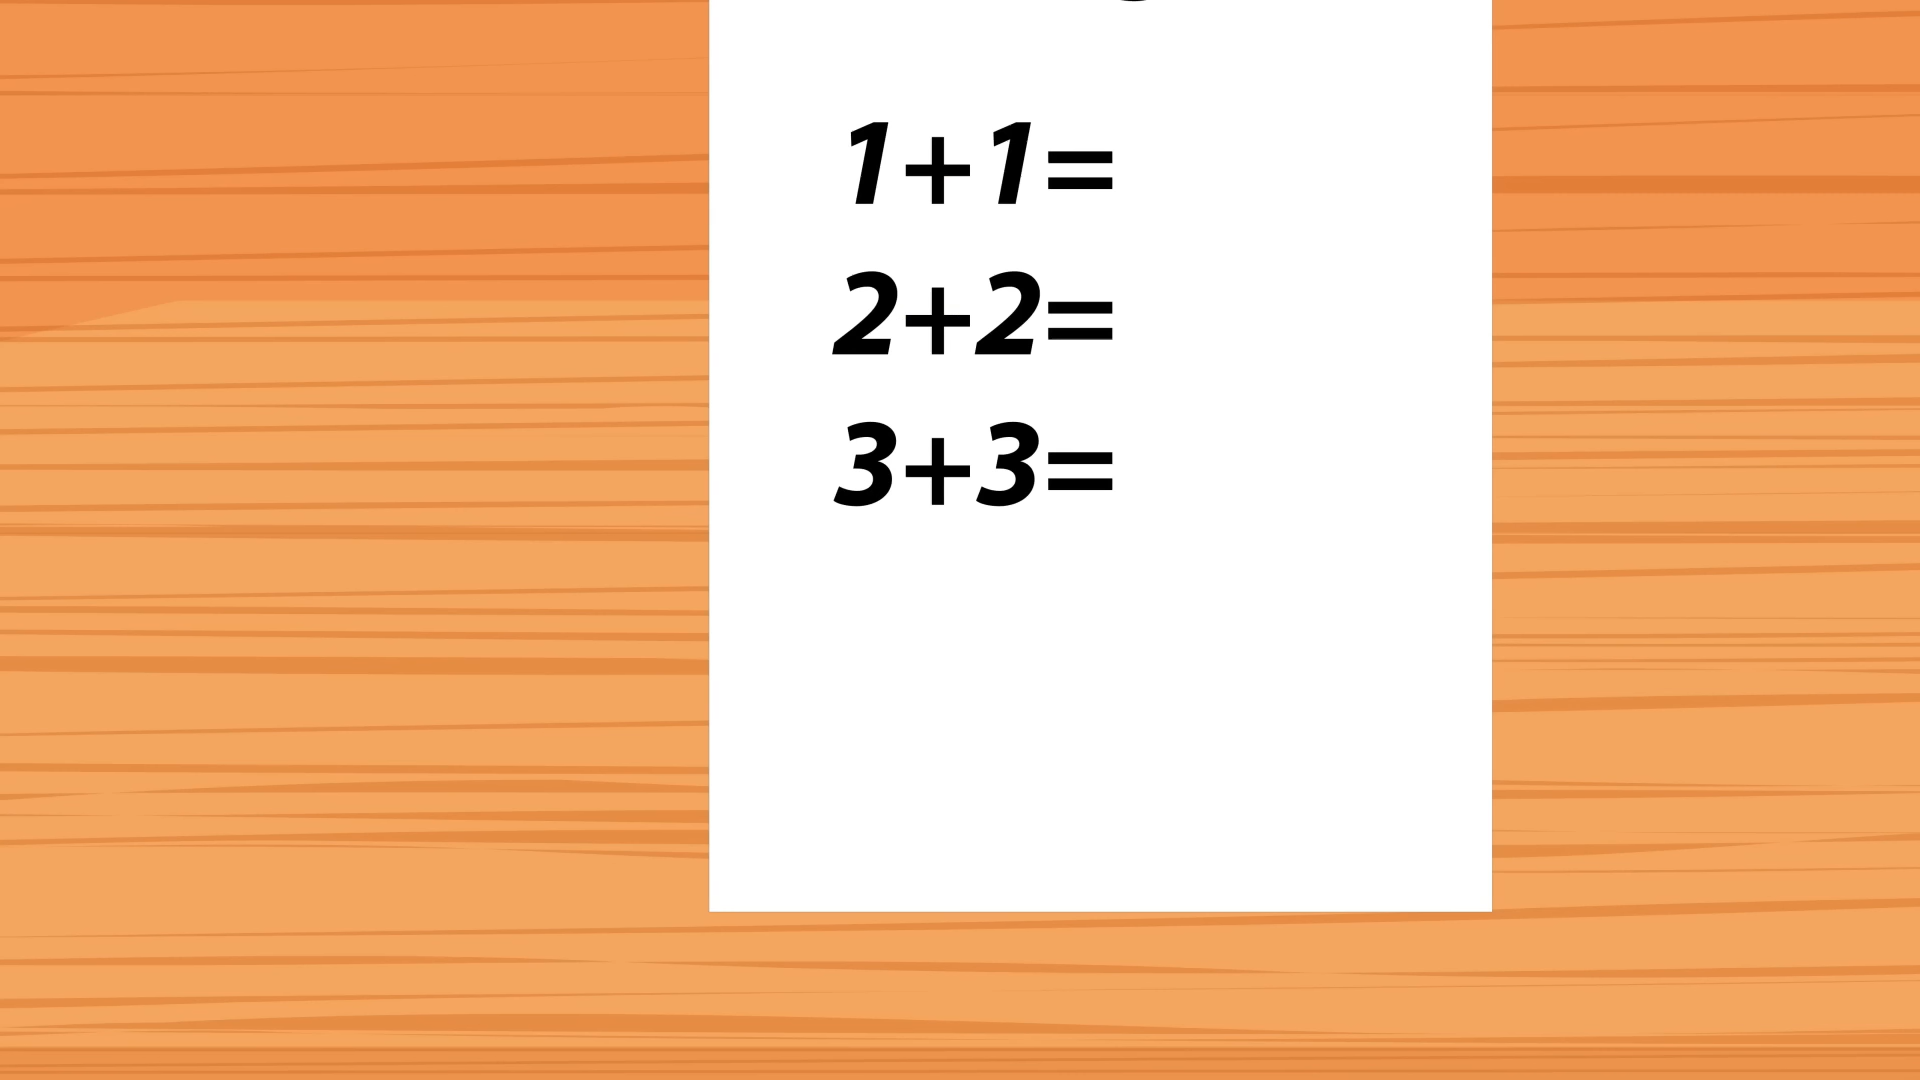 1+1=
2+2=
3+3=